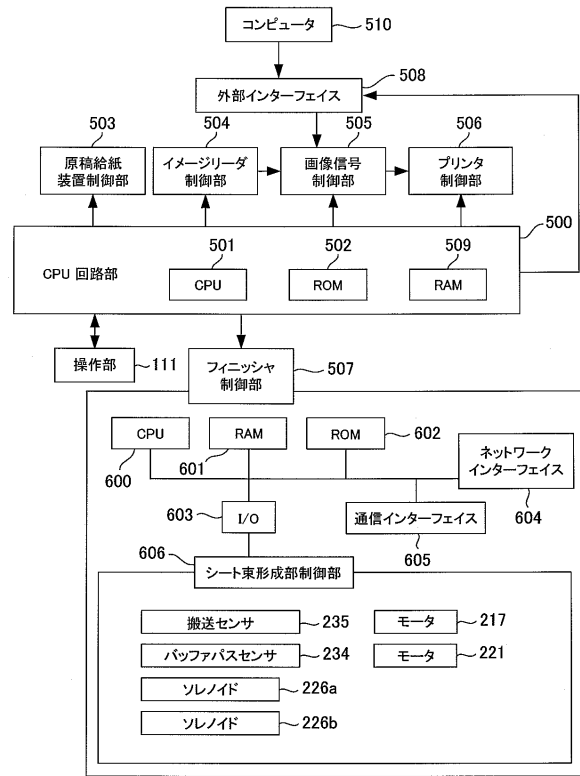 コンピュータ
510
外部インターフェイス
508
503
504
505
506
原稿給紙
装置制御部
イメージリーダ
制御部
画像信号
制御部
プリンタ
制御部
500
CPU 回路部
501
CPU
502
ROM
509
RAM
操作部
111
フィニッシャ
制御部
507
CPU
600
RAM
601
ROM
602
ネットワーク
インターフェイス
604
603
I/O
通信インターフェイス
605
606
シート束形成部制御部
搬送センサ
235
モータ
217
バッファパスセンサ
234
モータ
221
ソレノイド
226a
ソレノイド
226b